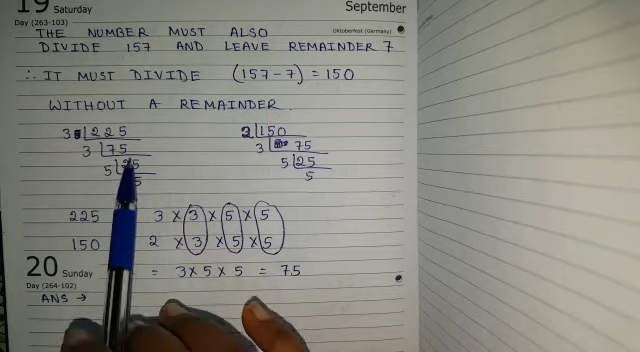 19 Saturday
September
Day (263-103)
Oktoberfest (Germany)
THE NUMBER MUST ALSO
DIVIDE 157 AND LEAVE REMAINDER 7
∴ IT MUST DIVIDE (157-7) = 150
WITHOUT A REMAINDER.
3 225 2 150
3 75 3 75
5 25 5 25
5 5
225 3 × 3 × 5 × 5
150 2 × 3 × 5 × 5
20 Sunday = 3 × 5 × 5 = 75
Day (264-102)
ANS →